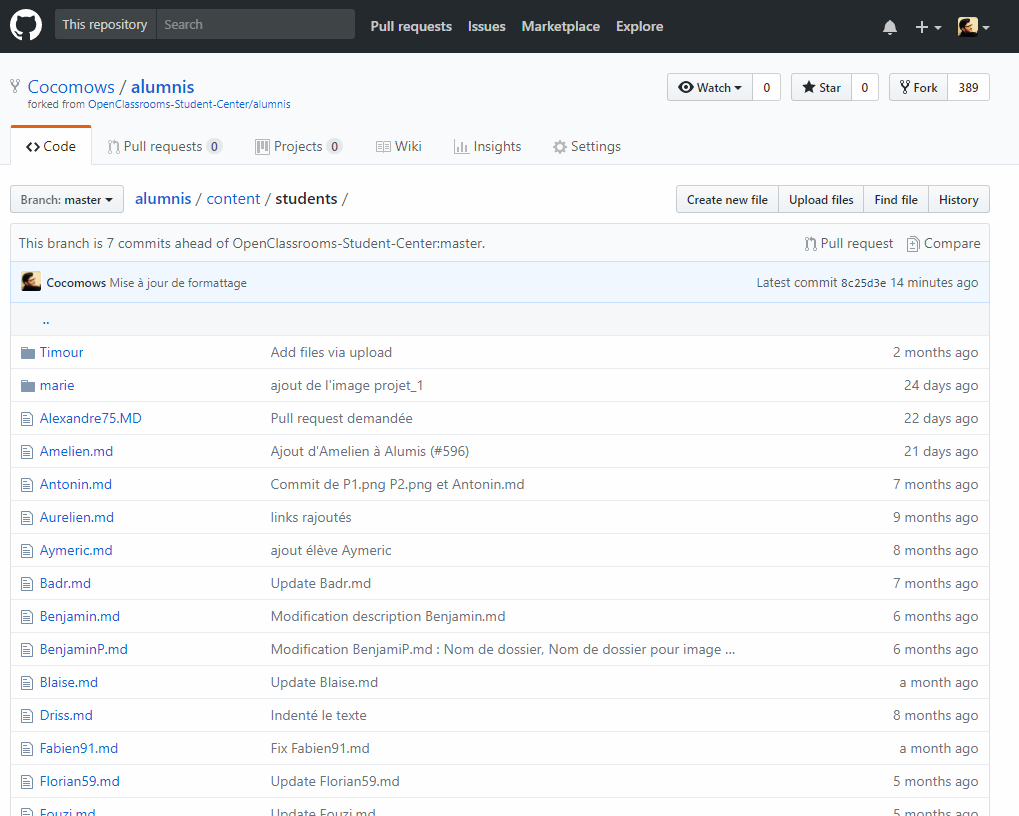 This repository Search Pull requests Issues Marketplace Explore
Cocomows / alumnis Watch 0 Star 0 Fork 389
forked from OpenClassrooms-Student-Center/alumnis
Code Pull requests 0 Projects 0 Wiki Insights Settings
Branch: master alumnis / content / students / Create new file Upload files Find file History
This branch is 7 commits ahead of OpenClassrooms-Student-Center:master. Pull request Compare
Cocomows Mise à jour de formattage Latest commit 8c25d3e 14 minutes ago
..
Timour Add files via upload 2 months ago
marie ajout de l'image projet_1 24 days ago
Alexandre75.MD Pull request demandée 22 days ago
Amelien.md Ajout d'Amelien à Alumis (#596) 21 days ago
Antonin.md Commit de P1.png P2.png et Antonin.md 7 months ago
Aurelien.md links rajoutés 9 months ago
Aymeric.md ajout élève Aymeric 8 months ago
Badr.md Update Badr.md 7 months ago
Benjamin.md Modification description Benjamin.md 6 months ago
BenjaminP.md Modification BenjamiP.md : Nom de dossier, Nom de dossier pour image ... 6 months ago
Blaise.md Update Blaise.md a month ago
Driss.md Indenté le texte 8 months ago
Fabien91.md Fix Fabien91.md a month ago
Florian59.md Update Florian59.md 5 months ago
Fouzi.md Update Fouzi.md 5 months ago